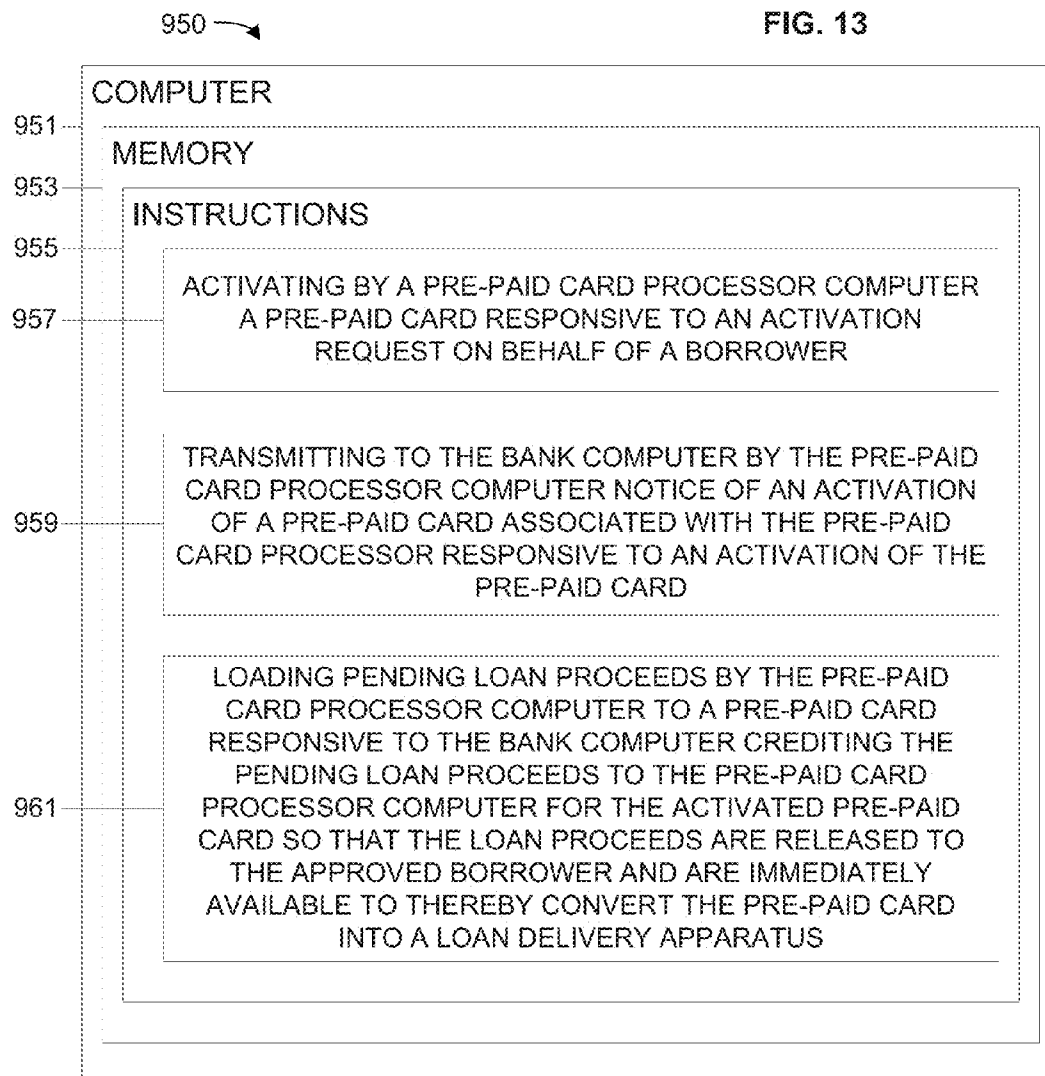 950
FIG. 13
COMPUTER
951
MEMORY
953
INSTRUCTIONS
955
ACTIVATING BY A PRE-PAID CARD PROCESSOR COMPUTER
957
A PRE-PAID CARD RESPONSIVE TO AN ACTIVATION
REQUEST ON BEHALF OF A BORROWER
TRANSMITTING TO THE BANK COMPUTER BY THE PRE-PAID
CARD PROCESSOR COMPUTER NOTICE OF AN ACTIVATION
959
OF A PRE-PAID CARD ASSOCIATED WITH THE PRE-PAID
CARD PROCESSOR RESPONSIVE TO AN ACTIVATION OF THE
PRE-PAID CARD
LOADING PENDING LOAN PROCEEDS BY THE PRE-PAID
CARD PROCESSOR COMPUTER TO A PRE-PAID CARD
RESPONSIVE TO THE BANK COMPUTER CREDITING THE
PENDING LOAN PROCEEDS TO THE PRE-PAID CARD
961
PROCESSOR COMPUTER FOR THE ACTIVATED PRE-PAID
CARD SO THAT THE LOAN PROCEEDS ARE RELEASED TO
THE APPROVED BORROWER AND ARE IMMEDIATELY
AVAILABLE TO THEREBY CONVERT THE PRE-PAID CARD
INTO A LOAN DELIVERY APPARATUS